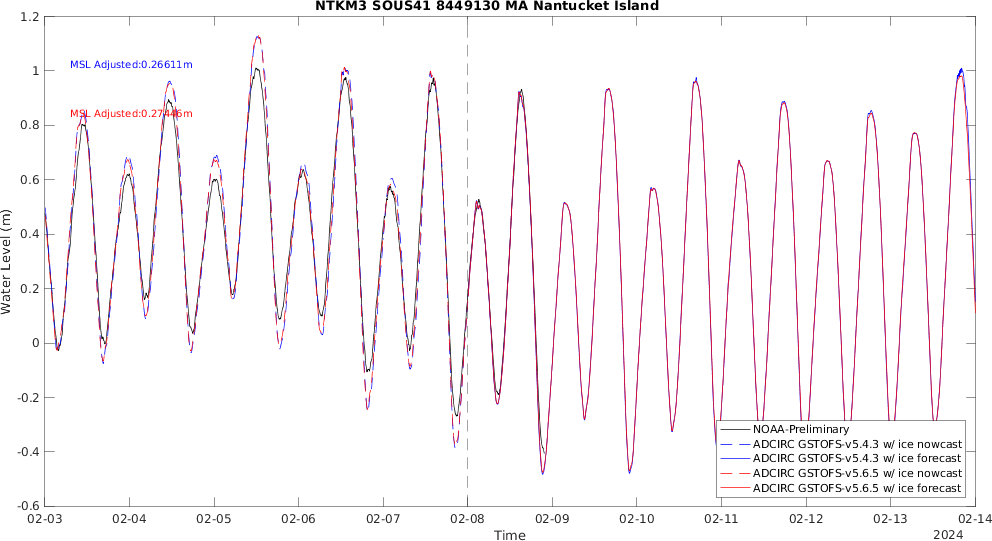 NTKM3 SOUS41 8449130 MA Nantucket Island
1.2
1
0.8
0.6
0.4
0.2
0
-0.2
-0.4
-0.6
Water Level (m)
MSL Adjusted:0.26611m
MSL Adjusted:0.27446m
NOAA-Preliminary
ADCIRC GSTOFS-v5.4.3 w/ ice nowcast
ADCIRC GSTOFS-v5.4.3 w/ ice forecast
ADCIRC GSTOFS-v5.6.5 w/ ice nowcast
ADCIRC GSTOFS-v5.6.5 w/ ice forecast
02-03 02-04 02-05 02-06 02-07 02-08 02-09 02-10 02-11 02-12 02-13 02-14
Time
2024